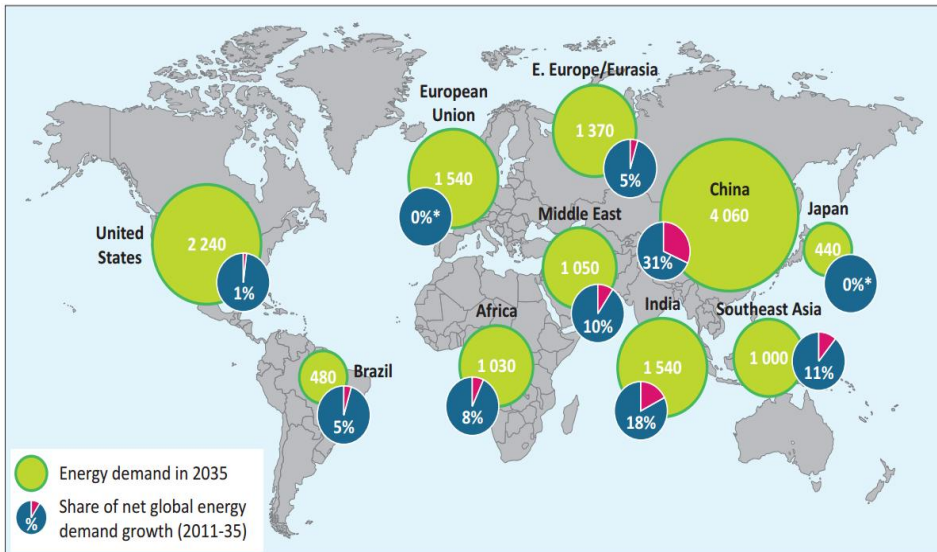 E. Europe/Eurasia
1 370
5%
European
Union
1 540
0%*
China
4 060
31%
Japan
440
0%*
Middle East
1 050
10%
United
States
2 240
1%
Africa
1 030
8%
India
1 540
18%
Southeast Asia
1 000
11%
Brazil
480
5%
Energy demand in 2035
% Share of net global energy
demand growth (2011-35)